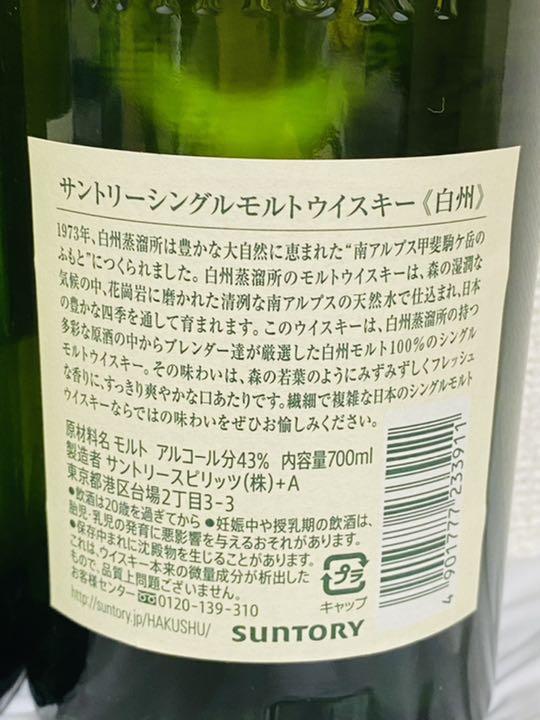 サントリーシングルモルトウイスキー《白州》
1973年、白州蒸溜所は豊かな大自然に恵まれた“南アルプス甲斐駒ケ岳の
ふもと”につくられました。白州蒸溜所のモルトウイスキーは、森の湿潤な
気候の中、花崗岩に磨かれた清冽な南アルプスの天然水で仕込まれ、日本
の豊かな四季を通して育まれます。このウイスキーは、白州蒸溜所の持つ
多彩な原酒の中からブレンダー達が厳選した白州モルト100%のシングル
モルトウイスキー。その味わいは、森の若葉のようにみずみずしくフレッシュ
な香りに、すっきり爽やかな口あたりです。繊細で複雑な日本のシングルモルト
ウイスキーならではの味わいをぜひお愉しみください。
原材料名 モルト アルコール分43% 内容量700ml
製造者 サントリースピリッツ(株)+A
東京都港区台場2丁目3-3
●飲酒は20歳を過ぎてから ●妊娠中や授乳期の飲酒は、
胎児・乳児の発育に悪影響を与えるおそれがあります。
●保存中まれに沈殿物を生じることがあります。
これは、ウイスキー本来の微量成分が析出した
もので、品質上問題ございません。
お客様センター 0120-139-310
http://suntory.jp/HAKUSHU/
SUNTORY
プラ
キャップ
4901777233911